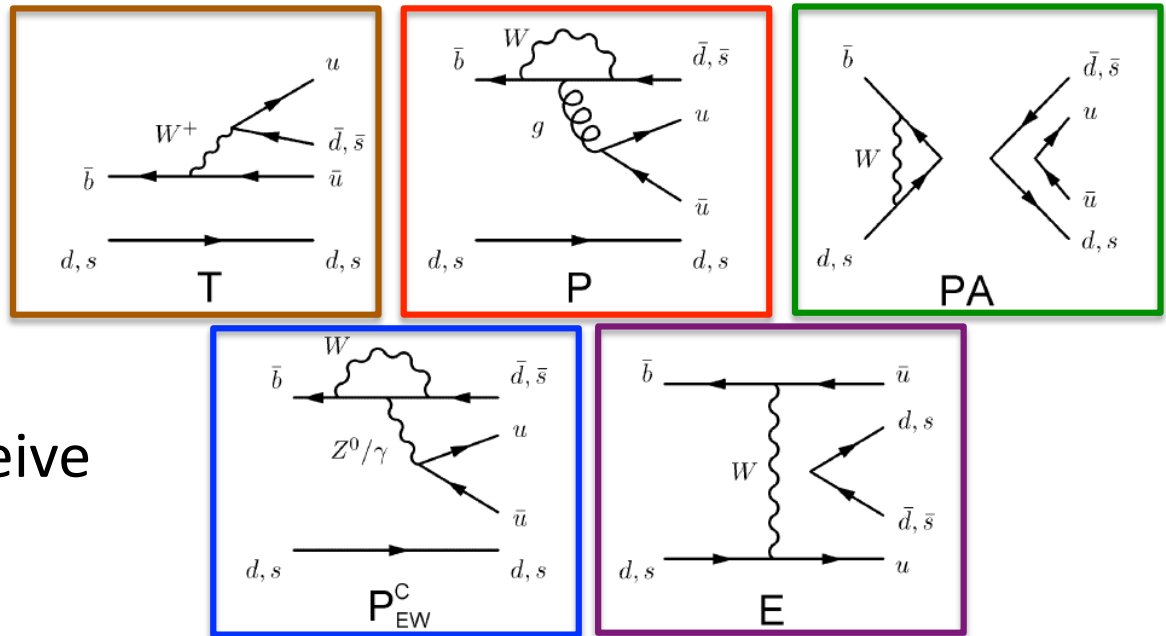 W
b̄
d̄, s̄
u
g
ū
d, s
d, s
P
u
W⁺
d̄, s̄
b̄
ū
d, s
d, s
T
b̄
d̄, s̄
u
W
ū
d, s
d, s
PA
W
b̄
d̄, s̄
u
Z⁰/γ
ū
d, s
d, s
P^C_EW
b̄
ū
d, s
W
d̄, s̄
d, s
u
E
eive